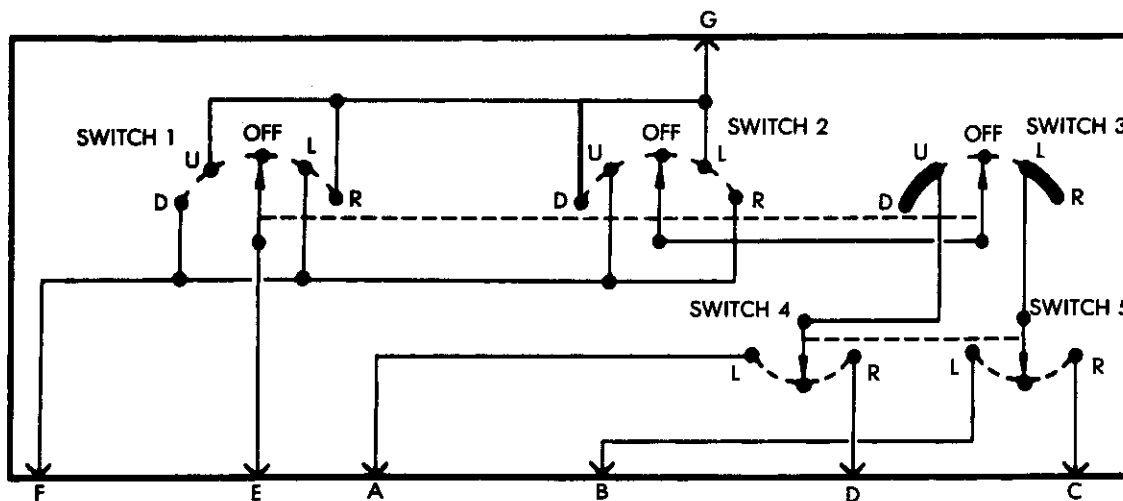 G
SWITCH 1 OFF L U D R
OFF SWITCH 2 U L D R
SWITCH 3 OFF U L D R
SWITCH 4 L R
SWITCH 5 L R
F E A B D C